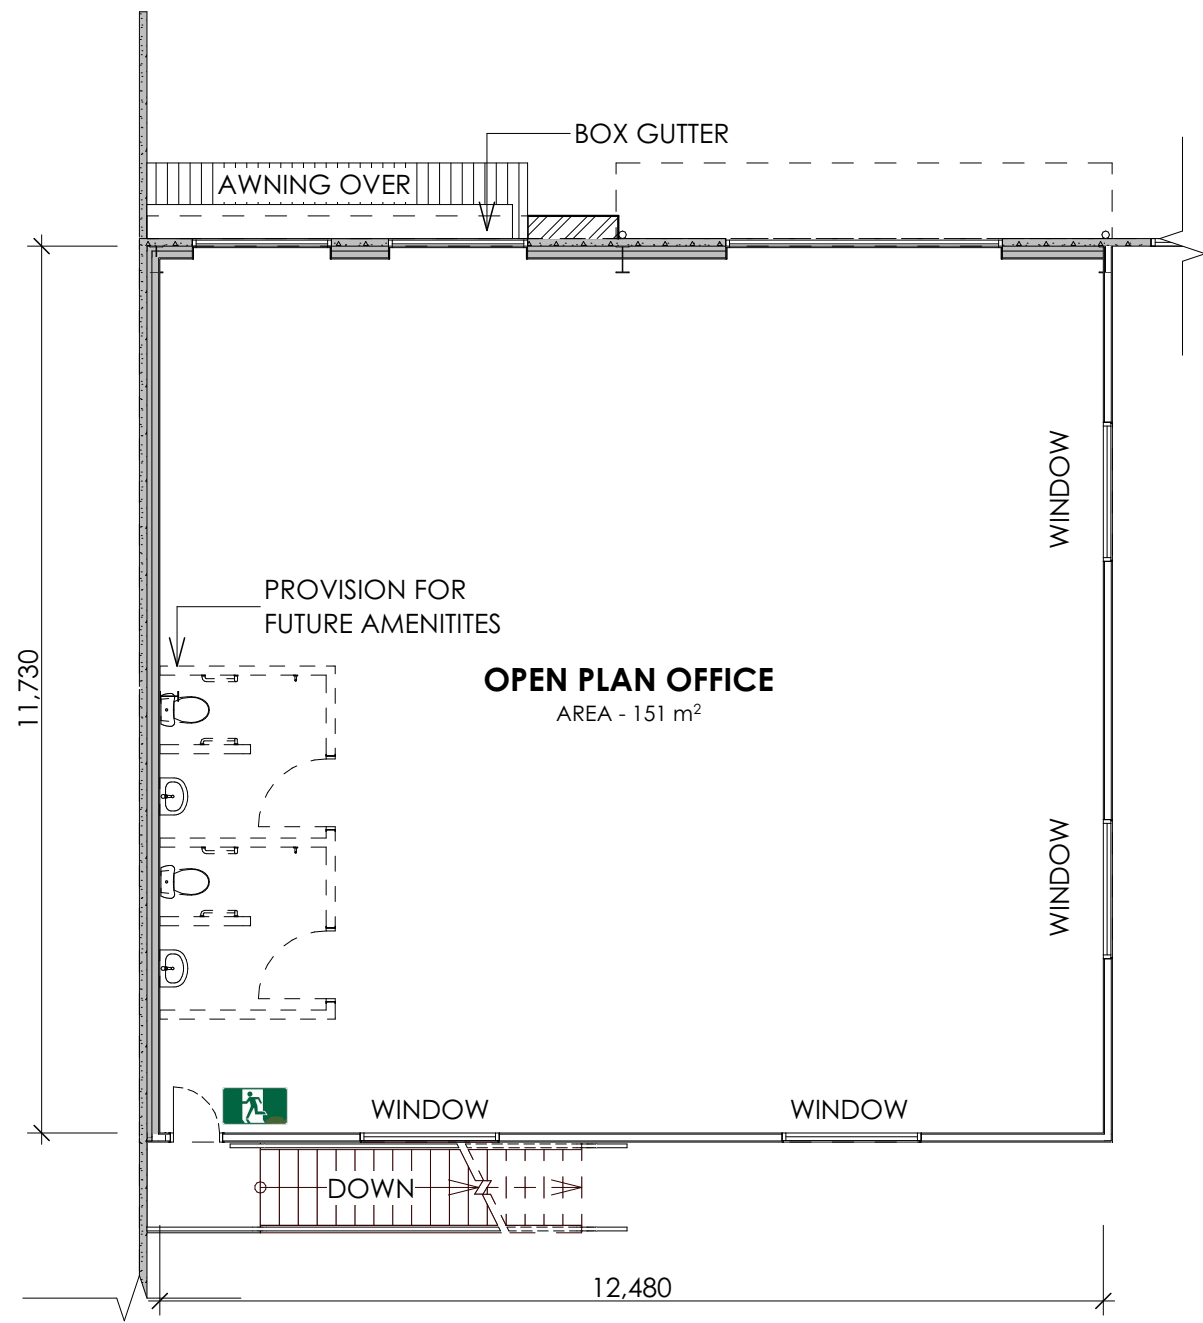 BOX GUTTER
AWNING OVER
WINDOW
PROVISION FOR
FUTURE AMENITITES
11,730
OPEN PLAN OFFICE
AREA - 151 m²
WINDOW
WINDOW
WINDOW
DOWN
12,480